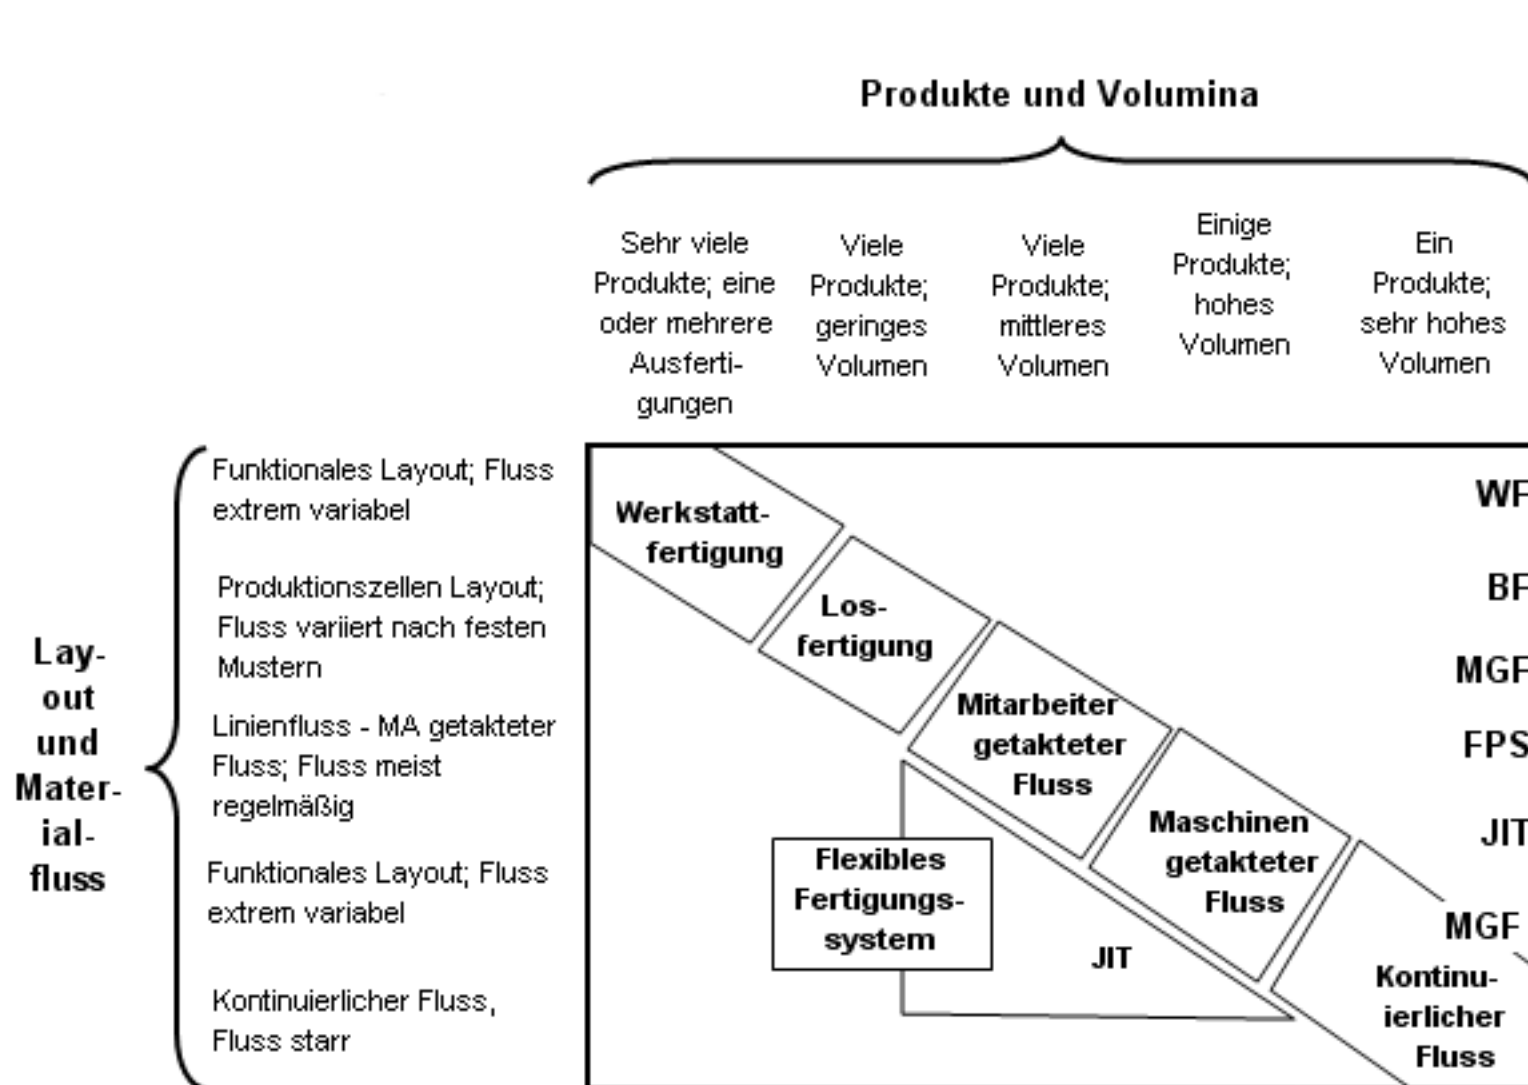 Produkte und Volumina
Sehr viele
Produkte; eine
oder mehrere
Ausferti-
gungen
Viele
Produkte;
geringes
Volumen
Viele
Produkte;
mittleres
Volumen
Einige
Produkte;
hohes
Volumen
Ein
Produkte;
sehr hohes
Volumen
Lay-
out
und
Mater-
ial-
fluss
Funktionales Layout; Fluss
extrem variabel
Produktionszellen Layout;
Fluss variiert nach festen
Mustern
Linienfluss - MA getakteter
Fluss; Fluss meist
regelmäßig
Funktionales Layout; Fluss
extrem variabel
Kontinuierlicher Fluss,
Fluss starr
Werkstatt-
fertigung
Los-
fertigung
Mitarbeiter
getakteter
Fluss
Maschinen
getakteter
Fluss
Flexibles
Fertigungs-
system
JIT
Kontinu-
ierlicher
Fluss
WF
BF
MGF
FPS
JIT
MGF